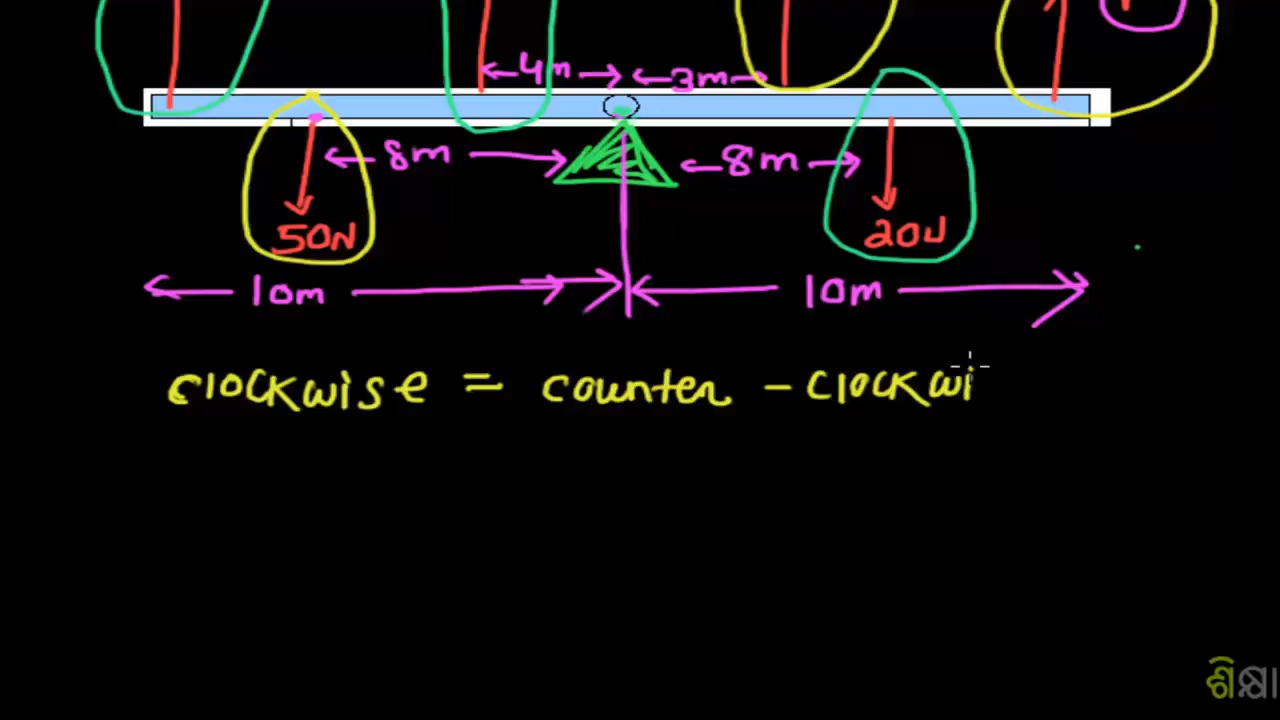 4m 3m
8m 8m
50N 20N
10m 10m
clockwise = counter - clockwi
ଶିକ୍ଷା